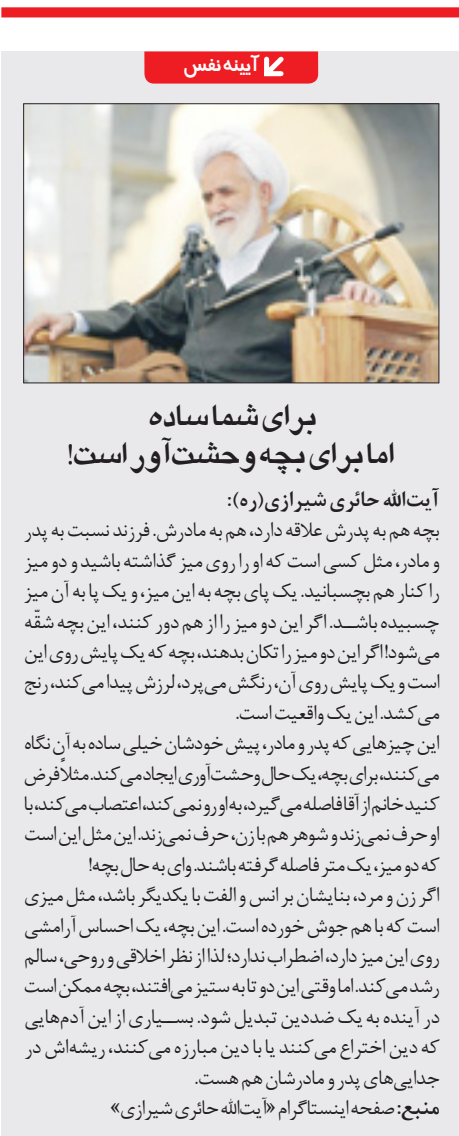 آیینه نفس
برای شما ساده
اما برای بچه وحشت‌آور است!
آیت‌الله حائری شیرازی(ره):
بچه هم به پدرش علاقه دارد، هم به مادرش. فرزند نسبت به پدر
و مادر، مثل کسی است که او را روی میز گذاشته باشید و دو میز
را کنار هم بچسبانید. یک پای بچه به این میز، و یک پا به آن میز
چسبیده باشد. اگر این دو میز را از هم دور کنند، این بچه شقّه
می‌شود! اگر این دو میز را تکان بدهند، بچه که یک پایش روی این
است و یک پایش روی آن، رنگش می‌پرد، لرزش پیدا می‌کند، رنج
می‌کشد. این یک واقعیت است.
این چیزهایی که پدر و مادر، پیش خودشان خیلی ساده به آن نگاه
می‌کنند، برای بچه، یک حال وحشت‌آوری ایجاد می‌کند. مثلاً فرض
کنید خانم از آقا فاصله می‌گیرد، به او رو نمی‌کند، اعتصاب می‌کند، با
او حرف نمی‌زند و شوهر هم با زن، حرف نمی‌زند. این مثل این است
که دو میز، یک متر فاصله گرفته باشند. وای به حال بچه!
اگر زن و مرد، بنایشان بر انس و الفت با یکدیگر باشد، مثل میزی
است که با هم جوش خورده است. این بچه، یک احساس آرامشی
روی این میز دارد، اضطراب ندارد؛ لذا از نظر اخلاقی و روحی، سالم
رشد می‌کند. اما وقتی این دو تا به ستیز می‌افتند، بچه ممکن است
در آینده به یک ضددین تبدیل شود. بسیاری از این آدم‌هایی
که دین اختراع می‌کنند یا با دین مبارزه می‌کنند، ریشه‌اش در
جدایی‌های پدر و مادرشان هم هست.
منبع: صفحه اینستاگرام «آیت‌الله حائری شیرازی»